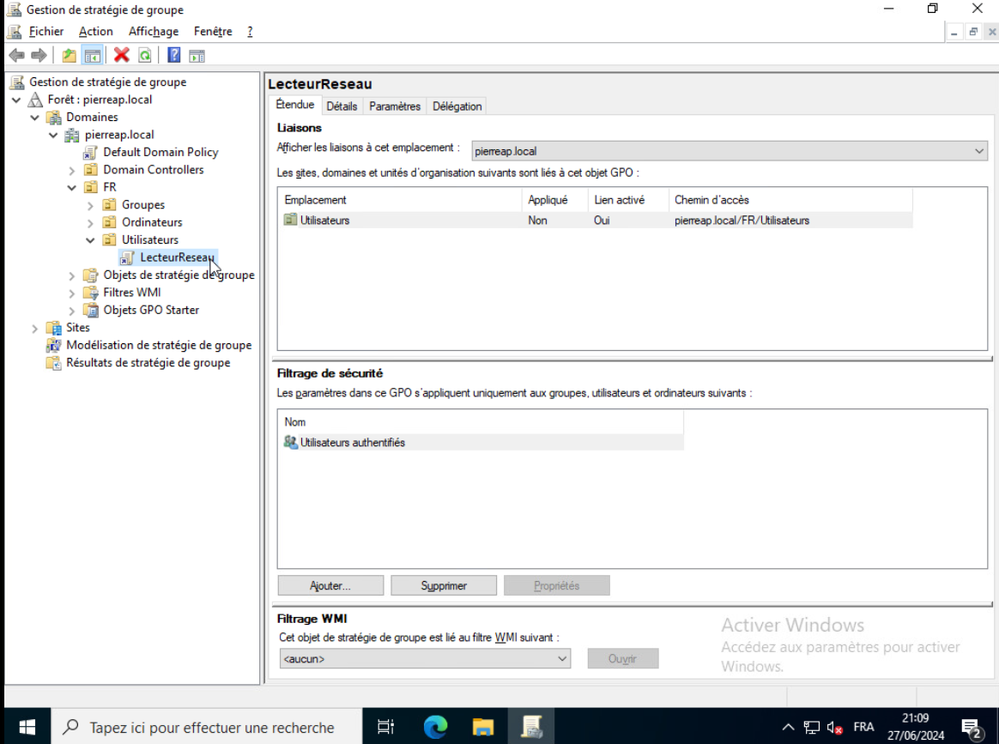 Gestion de stratégie de groupe
Fichier Action Affichage Fenêtre ?
Gestion de stratégie de groupe
Forêt : pierreap.local
Domaines
pierreap.local
Default Domain Policy
Domain Controllers
FR
Groupes
Ordinateurs
Utilisateurs
LecteurReseau
Objets de stratégie de groupe
Filtres WMI
Objets GPO Starter
Sites
Modélisation de stratégie de groupe
Résultats de stratégie de groupe
LecteurReseau
Étendue Détails Paramètres Délégation
Liaisons
Afficher les liaisons à cet emplacement : pierreap.local
Les sites, domaines et unités d'organisation suivants sont liés à cet objet GPO :
Emplacement Appliqué Lien activé Chemin d'accès
Utilisateurs Non Oui pierreap.local/FR/Utilisateurs
Filtrage de sécurité
Les paramètres dans ce GPO s'appliquent uniquement aux groupes, utilisateurs et ordinateurs suivants :
Nom
Utilisateurs authentifiés
Ajouter... Supprimer Propriétés
Filtrage WMI
Cet objet de stratégie de groupe est lié au filtre WMI suivant :
<aucun> Ouvrir
Activer Windows
Accédez aux paramètres pour activer
Windows.
Tapez ici pour effectuer une recherche
FRA
21:09
27/06/2024
2